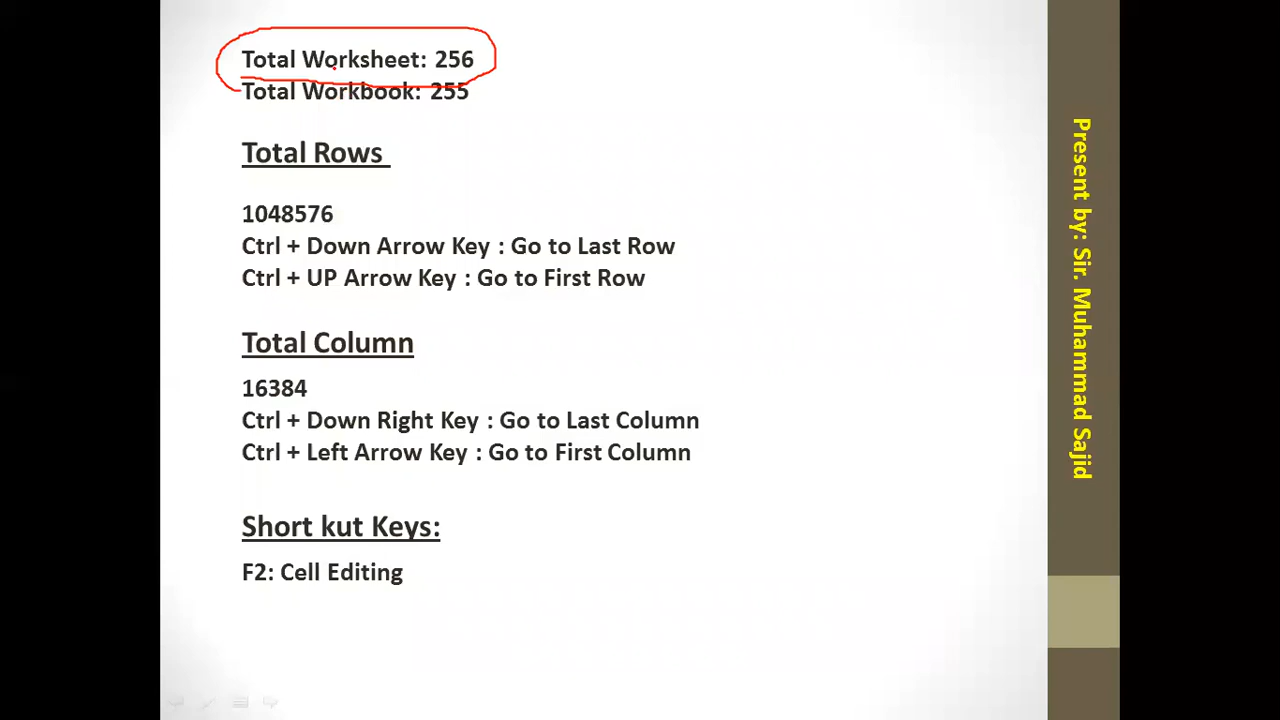 Total Worksheet: 256
Total Workbook: 255
Total Rows
1048576
Ctrl + Down Arrow Key : Go to Last Row
Ctrl + UP Arrow Key : Go to First Row
Total Column
16384
Ctrl + Down Right Key : Go to Last Column
Ctrl + Left Arrow Key : Go to First Column
Short kut Keys:
F2: Cell Editing
Present by: Sir. Muhammad Sajid